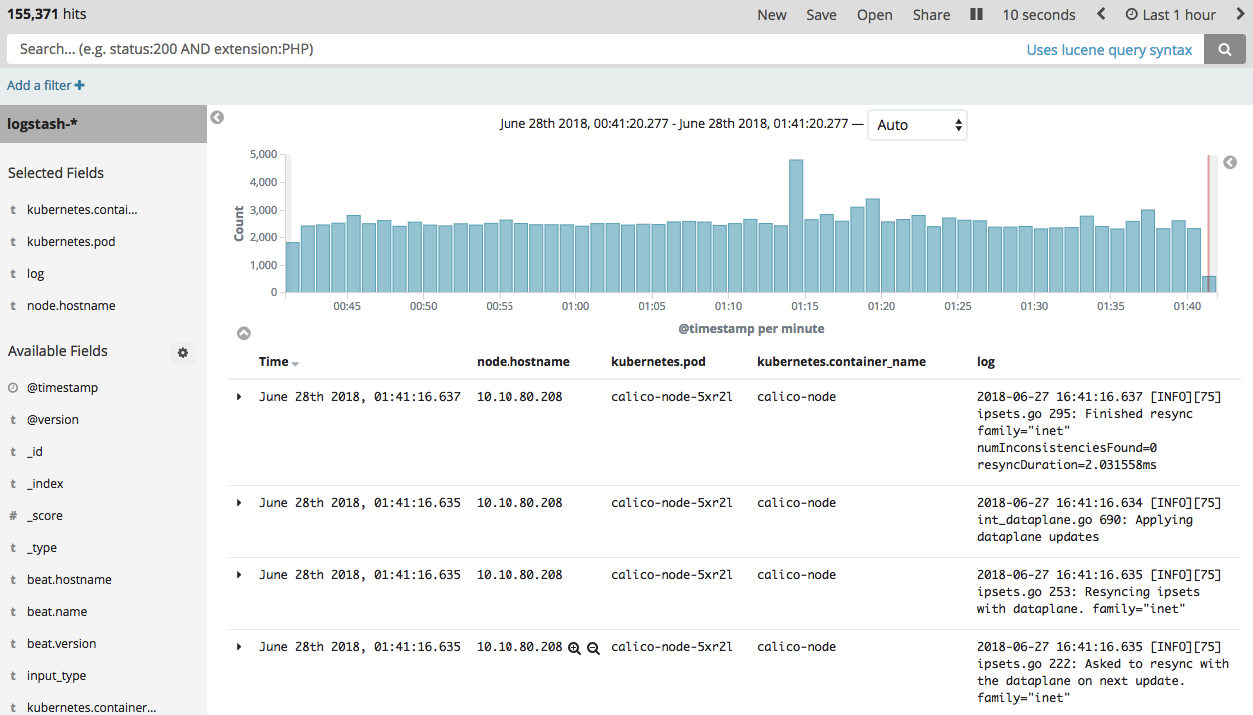 155,371 hits
New Save Open Share 10 seconds Last 1 hour
Search... (e.g. status:200 AND extension:PHP) Uses lucene query syntax
Add a filter +
logstash-*
Selected Fields
t kubernetes.contai...
t kubernetes.pod
t log
t node.hostname
Available Fields
@timestamp
t @version
t _id
t _index
# _score
t _type
t beat.hostname
t beat.name
t beat.version
t input_type
t kubernetes.container...
June 28th 2018, 00:41:20.277 - June 28th 2018, 01:41:20.277 — Auto
5,000
4,000
3,000
2,000
1,000
0
Count
00:45 00:50 00:55 01:00 01:05 01:10 01:15 01:20 01:25 01:30 01:35 01:40
@timestamp per minute
Time node.hostname kubernetes.pod kubernetes.container_name log
June 28th 2018, 01:41:16.637 10.10.80.208 calico-node-5xr2l calico-node 2018-06-27 16:41:16.637 [INFO][75]
ipsets.go 295: Finished resync
family="inet"
numInconsistenciesFound=0
resyncDuration=2.031558ms
June 28th 2018, 01:41:16.635 10.10.80.208 calico-node-5xr2l calico-node 2018-06-27 16:41:16.634 [INFO][75]
int_dataplane.go 690: Applying
dataplane updates
June 28th 2018, 01:41:16.635 10.10.80.208 calico-node-5xr2l calico-node 2018-06-27 16:41:16.635 [INFO][75]
ipsets.go 253: Resyncing ipsets
with dataplane. family="inet"
June 28th 2018, 01:41:16.635 10.10.80.208 calico-node-5xr2l calico-node 2018-06-27 16:41:16.635 [INFO][75]
ipsets.go 222: Asked to resync with
the dataplane on next update.
family="inet"